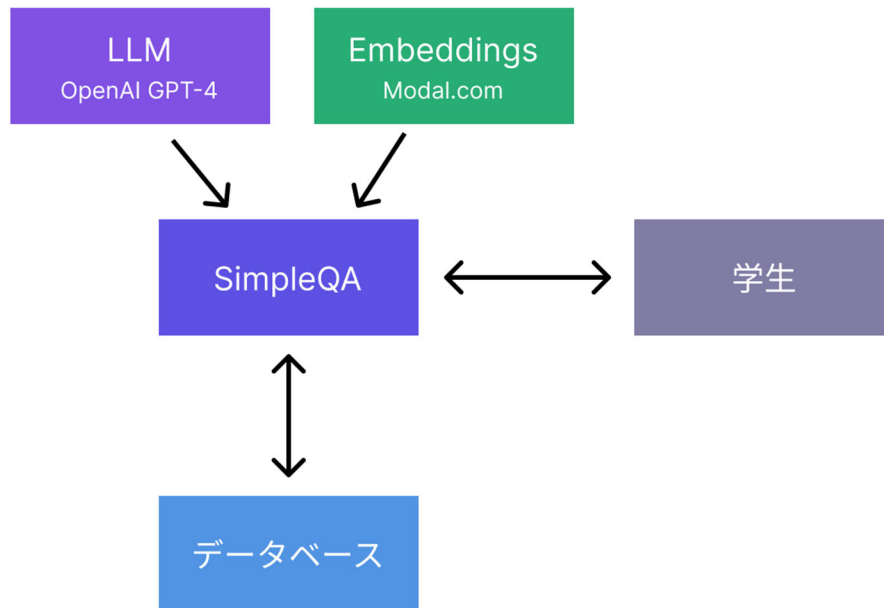 LLM
OpenAI GPT-4
Embeddings
Modal.com
SimpleQA
学生
データベース